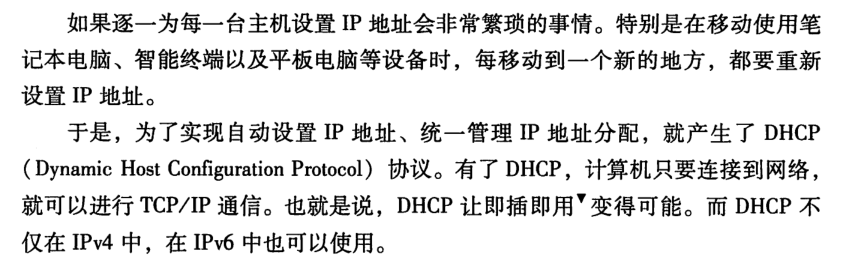 如果逐一为每一台主机设置 IP 地址会非常繁琐的事情。特别是在移动使用笔
记本电脑、智能终端以及平板电脑等设备时，每移动到一个新的地方，都要重新
设置 IP 地址。
于是，为了实现自动设置 IP 地址、统一管理 IP 地址分配，就产生了 DHCP
（Dynamic Host Configuration Protocol）协议。有了 DHCP，计算机只要连接到网络，
就可以进行 TCP/IP 通信。也就是说，DHCP 让即插即用▼变得可能。而 DHCP 不
仅在 IPv4 中，在 IPv6 中也可以使用。